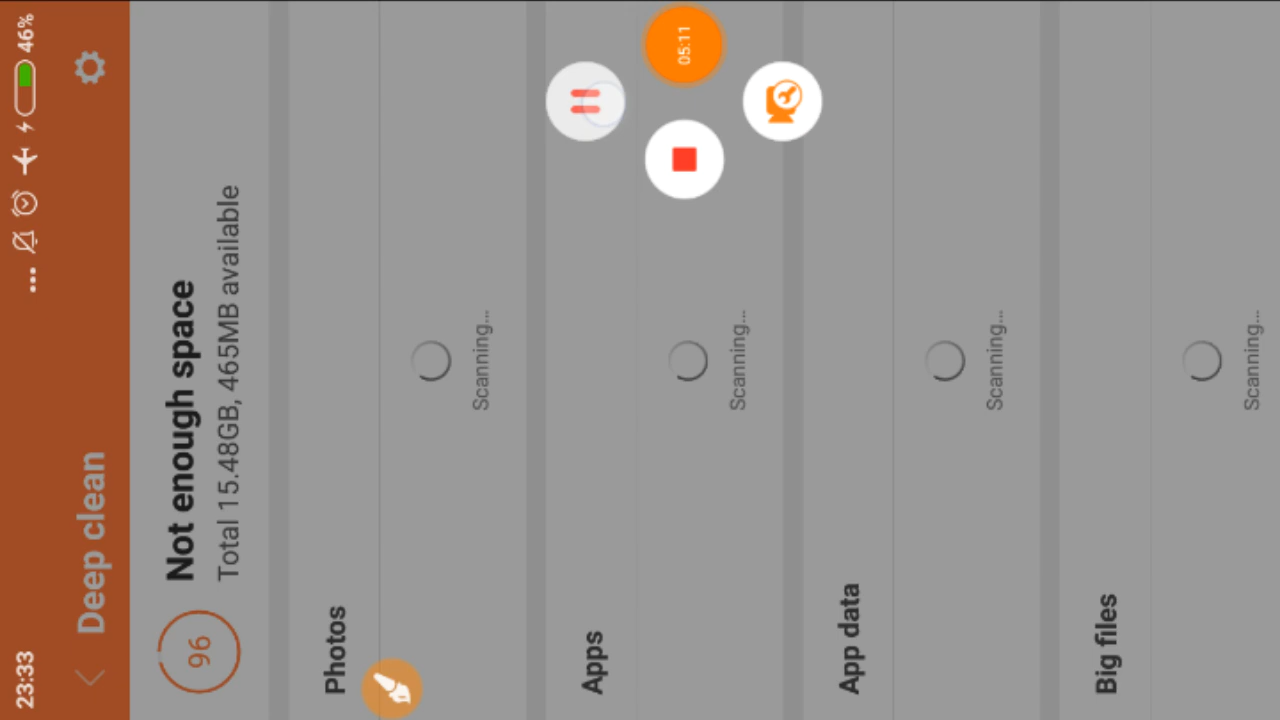 23:33
... 46%
Deep clean
96
Not enough space
Total 15.48GB, 465MB available
Photos
Scanning...
05:11
Apps
Scanning...
App data
Scanning...
Big files
Scanning...